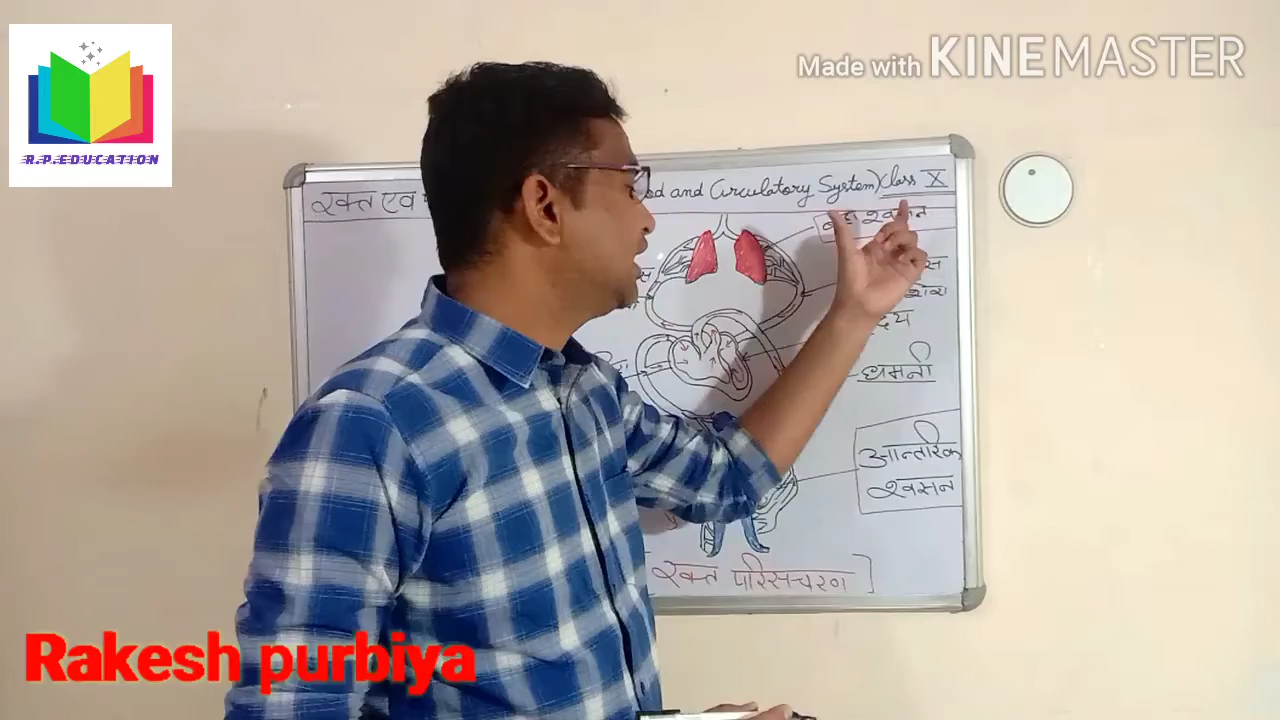 Made with KINEMASTER
R.P.EDUCATION
रक्त एव
and Circulatory System) Class X
श्वसन
धमनी
आन्तरिक
श्वसन
रक्त परिसंचरण
Rakesh purbiya